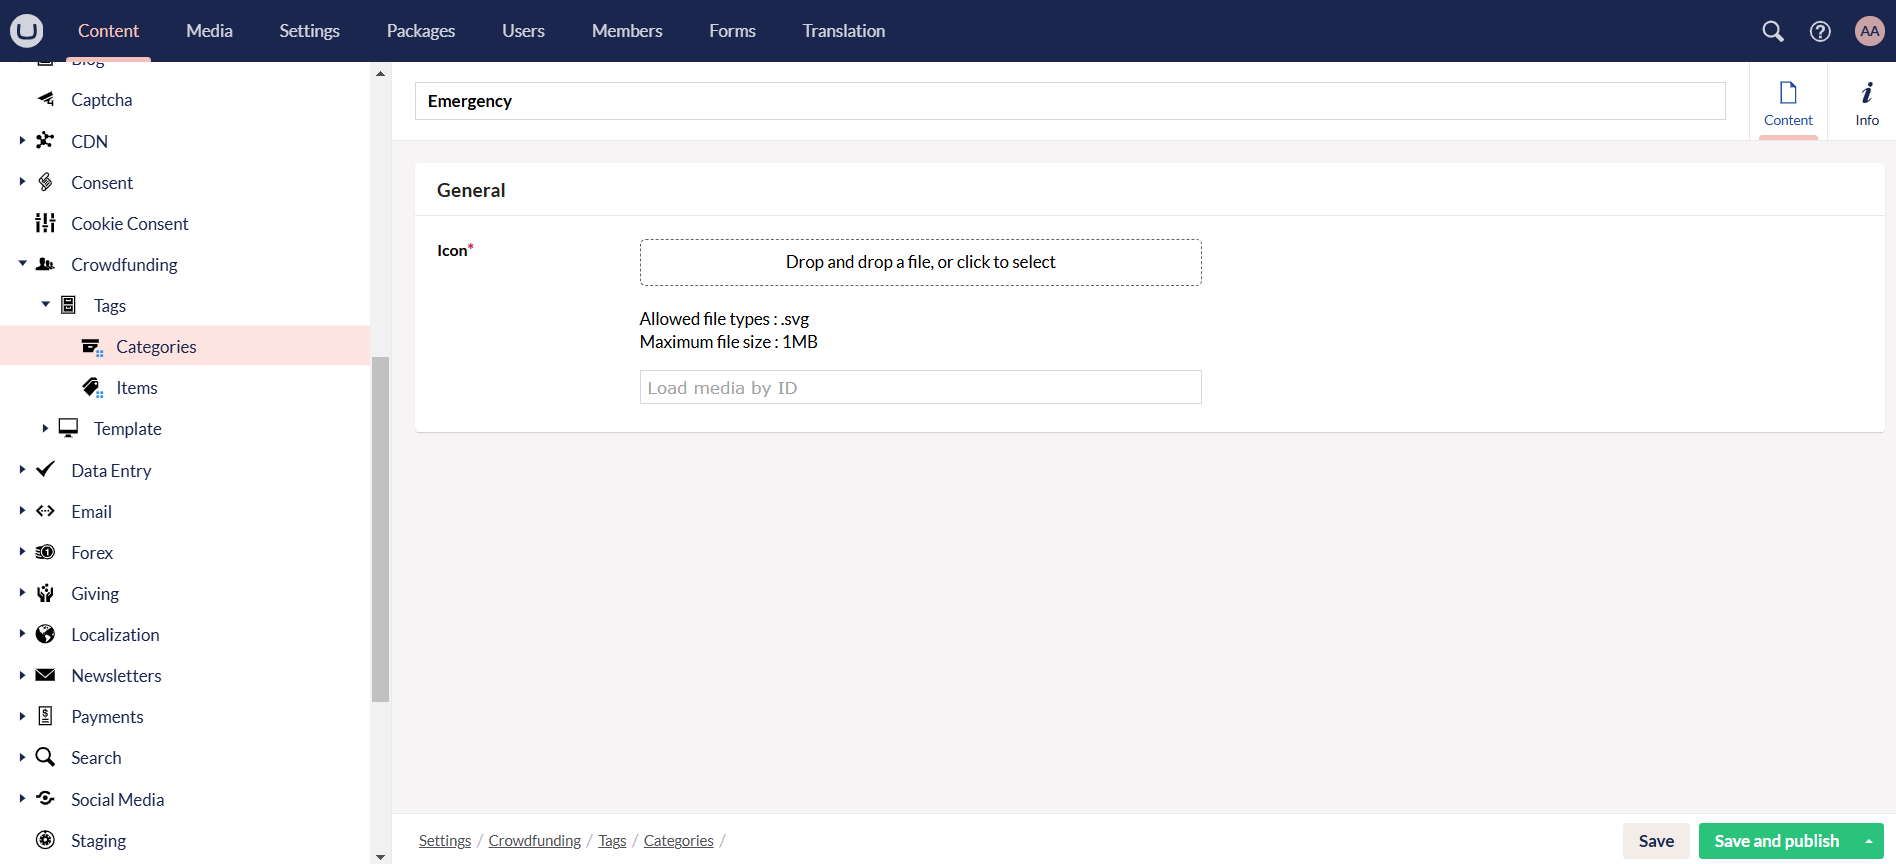 Content Media Settings Packages Users Members Forms Translation AA
Blog
Captcha
CDN
Consent
Cookie Consent
Crowdfunding
Tags
Categories
Items
Template
Data Entry
Email
Forex
Giving
Localization
Newsletters
Payments
Search
Social Media
Staging
Emergency
Content
Info
General
Icon*
Drop and drop a file, or click to select
Allowed file types : .svg
Maximum file size : 1MB
Load media by ID
Settings / Crowdfunding / Tags / Categories /
Save
Save and publish